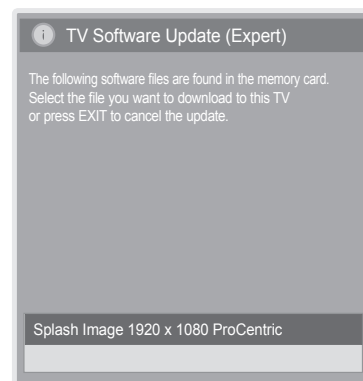 i TV Software Update (Expert)
The following software files are found in the memory card.
Select the file you want to download to this TV
or press EXIT to cancel the update.
Splash Image 1920 x 1080 ProCentric